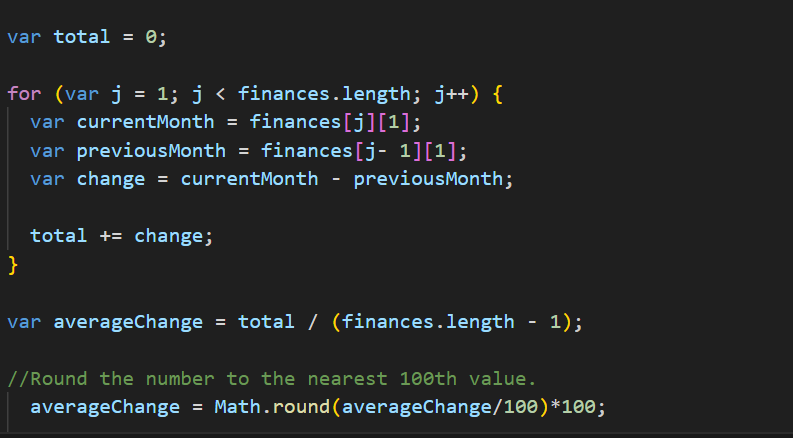 var total = 0;
for (var j = 1; j < finances.length; j++) {
var currentMonth = finances[j][1];
var previousMonth = finances[j- 1][1];
var change = currentMonth - previousMonth;
total += change;
}
var averageChange = total / (finances.length - 1);
//Round the number to the nearest 100th value.
averageChange = Math.round(averageChange/100)*100;